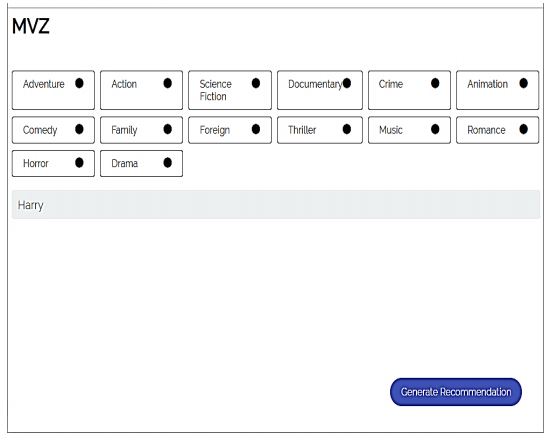 MVZ
Adventure Action Science Fiction Documentary Crime Animation
Comedy Family Foreign Thriller Music Romance
Horror Drama
Harry
Generate Recommendation